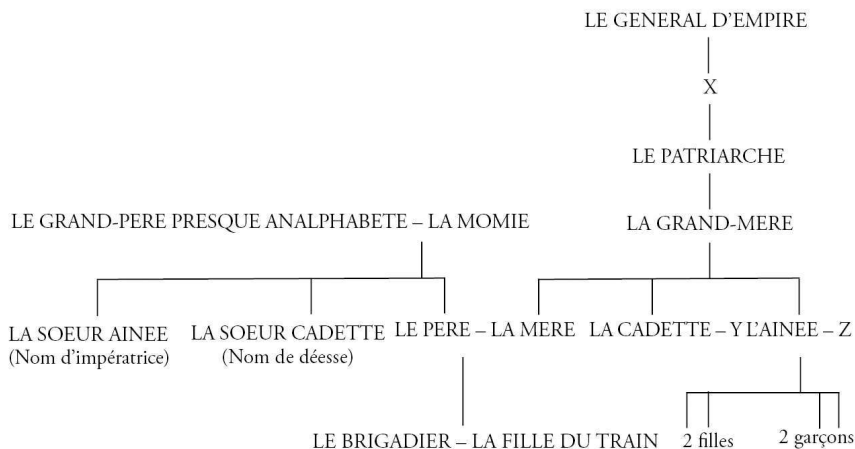 LE GENERAL D'EMPIRE
X
LE PATRIARCHE
LE GRAND-PERE PRESQUE ANALPHABETE – LA MOMIE
LA GRAND-MERE
LA SOEUR AINEE
(Nom d'impératrice)
LA SOEUR CADETTE
(Nom de déesse)
LE PERE – LA MERE
LA CADETTE – Y
L'AINEE – Z
LE BRIGADIER – LA FILLE DU TRAIN
2 filles
2 garçons